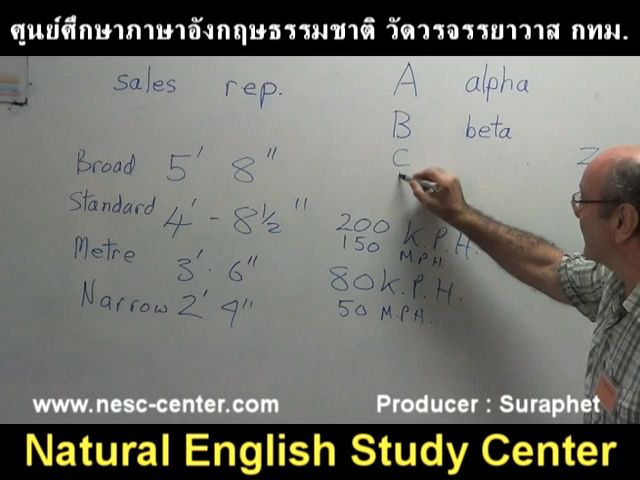 ศูนย์ศึกษาภาษาอังกฤษธรรมชาติ วัดวรจรรยาวาส กทม.
sales rep.
A alpha
B beta
C
Broad 5' 8"
Standard 4' - 8½"
Metre 3' . 6"
Narrow 2' 4"
200 K.P.H.
150 M.P.H.
80 K.P.H.
50 M.P.H.
www.nesc-center.com
Producer : Suraphet
Natural English Study Center